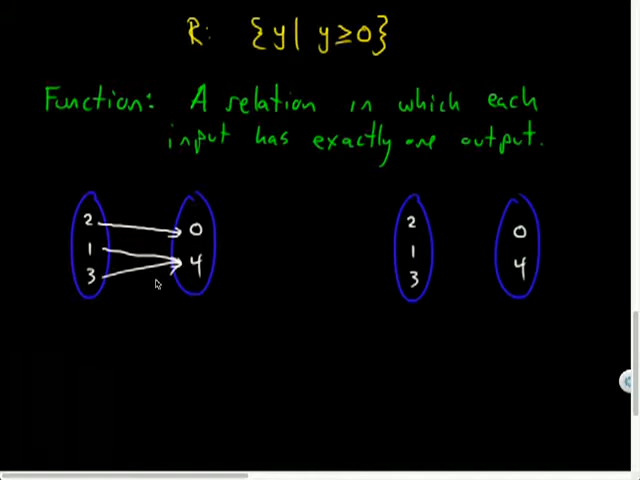 R: {y| y≥0}
Function: A relation in which each
input has exactly one output.
2 0 2 0
1 4 1 4
3 3